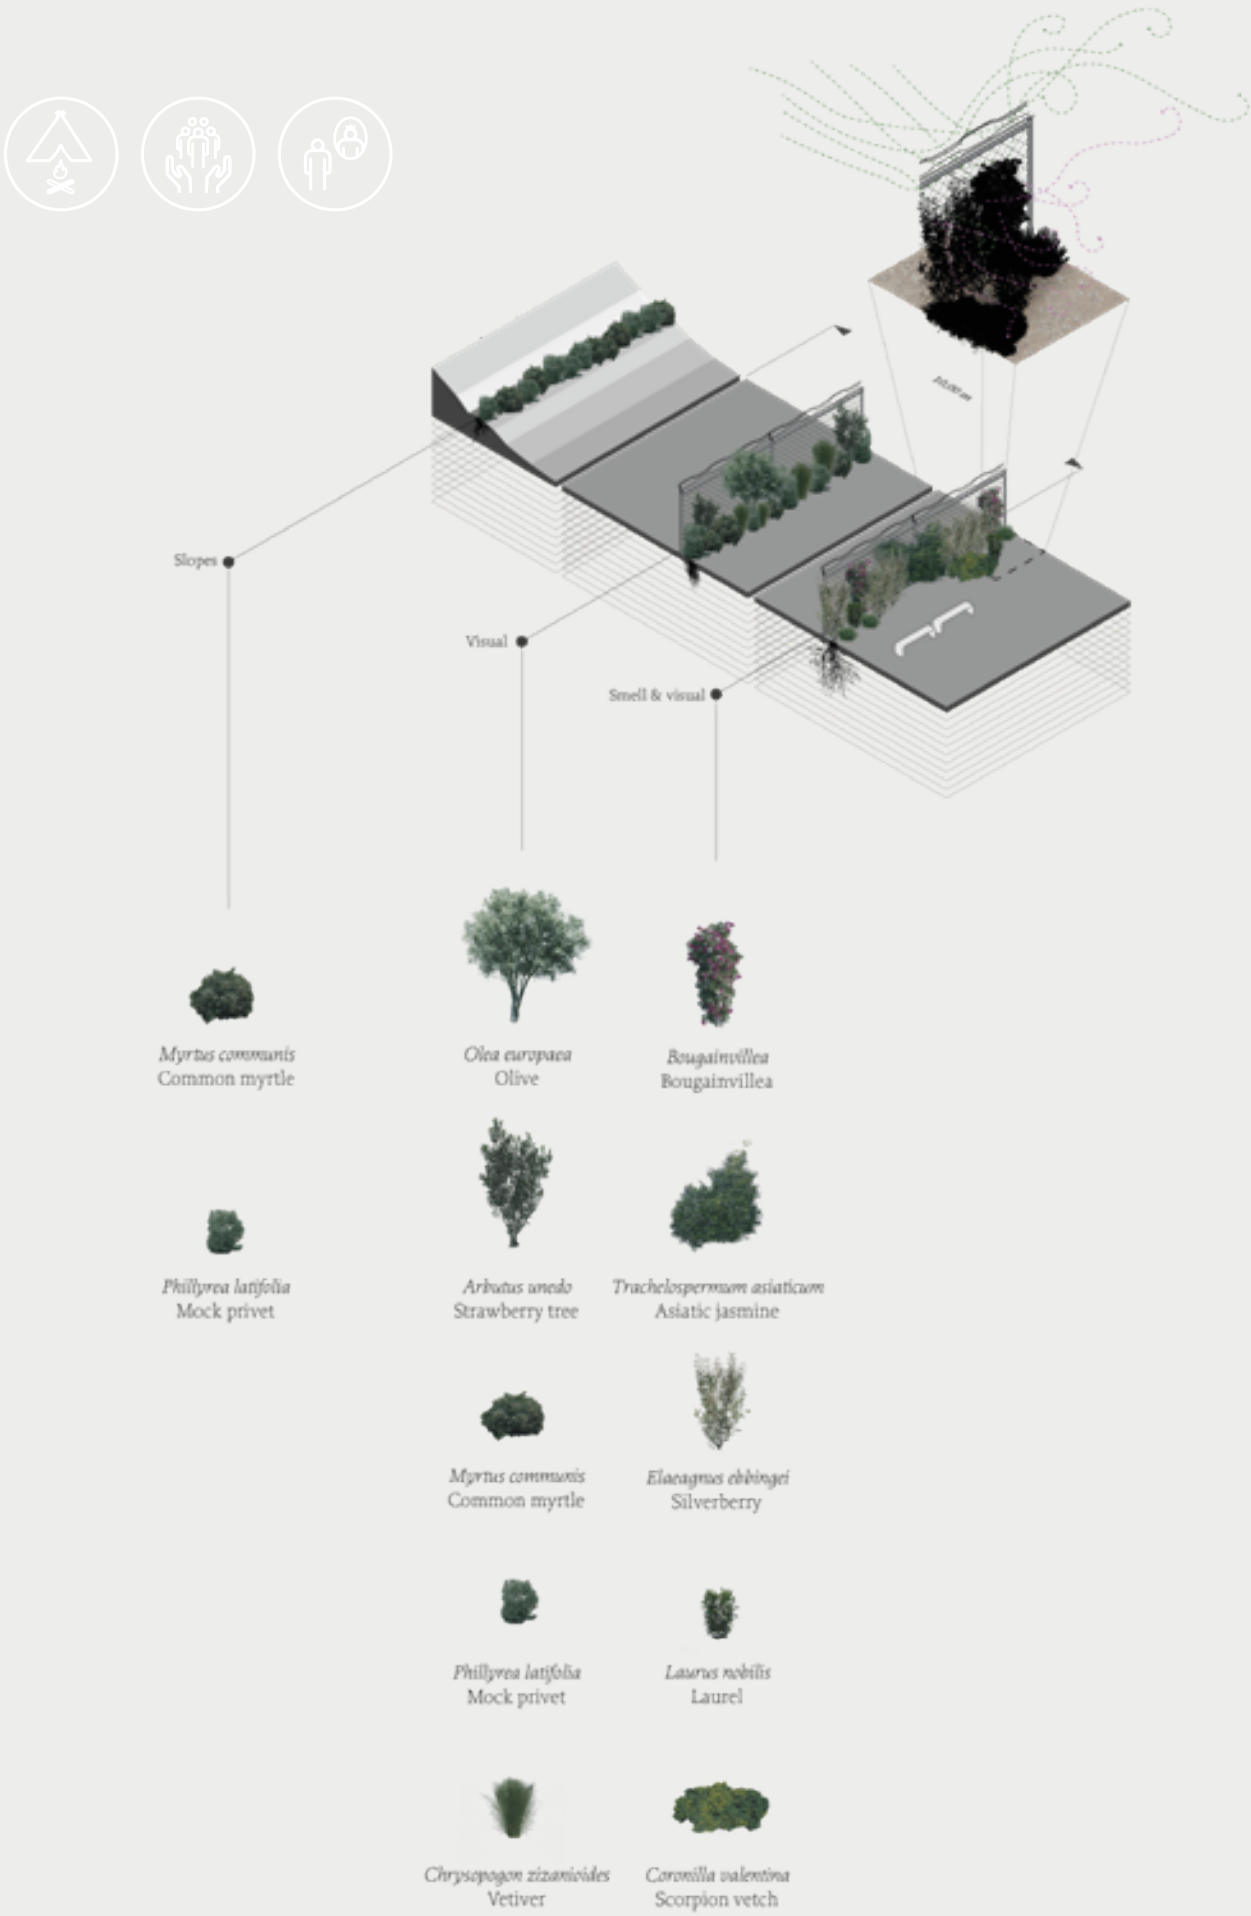 10,00 m
Slopes
Visual
Smell & visual
Myrtus communis
Common myrtle
Olea europaea
Olive
Bougainvillea
Bougainvillea
Phillyrea latifolia
Mock privet
Arbutus unedo
Strawberry tree
Trachelospermum asiaticum
Asiatic jasmine
Myrtus communis
Common myrtle
Elaeagnus ebbingei
Silverberry
Phillyrea latifolia
Mock privet
Laurus nobilis
Laurel
Chrysopogon zizanioides
Vetiver
Coronilla valentina
Scorpion vetch